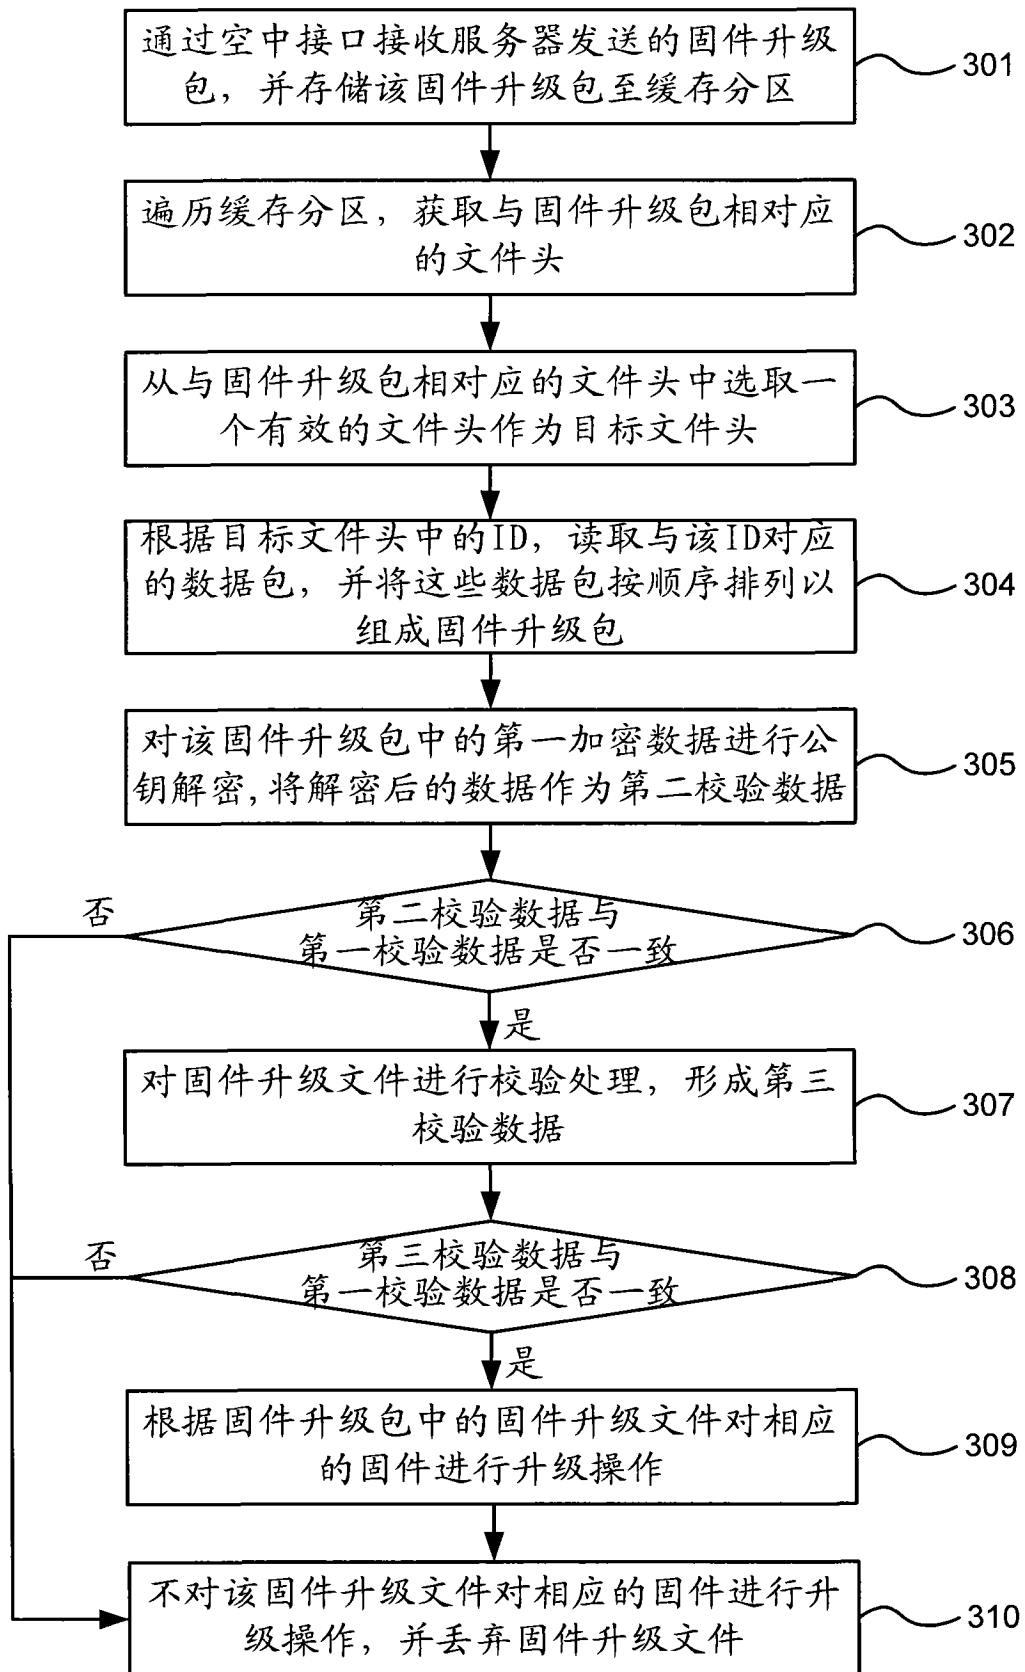 通过空中接口接收服务器发送的固件升级
包，并存储该固件升级包至缓存分区
301
遍历缓存分区，获取与固件升级包相对应
的文件头
302
从与固件升级包相对应的文件头中选取一
个有效的文件头作为目标文件头
303
根据目标文件头中的ID，读取与该ID对应
的数据包，并将这些数据包按顺序排列以
组成固件升级包
304
对该固件升级包中的第一加密数据进行公
钥解密,将解密后的数据作为第二校验数据
305
否
第二校验数据与
第一校验数据是否一致
306
是
对固件升级文件进行校验处理，形成第三
校验数据
307
否
第三校验数据与
第一校验数据是否一致
308
是
根据固件升级包中的固件升级文件对相应
的固件进行升级操作
309
不对该固件升级文件对相应的固件进行升
级操作，并丢弃固件升级文件
310